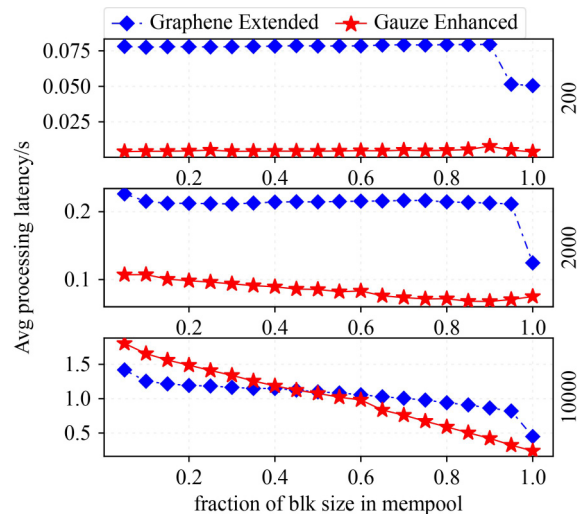 Graphene Extended Gauze Enhanced
0.075
0.050
0.025
0.2 0.4 0.6 0.8 1.0
200
0.2
0.1
0.2 0.4 0.6 0.8 1.0
2000
1.5
1.0
0.5
0.2 0.4 0.6 0.8 1.0
10000
Avg processing latency/s
fraction of blk size in mempool